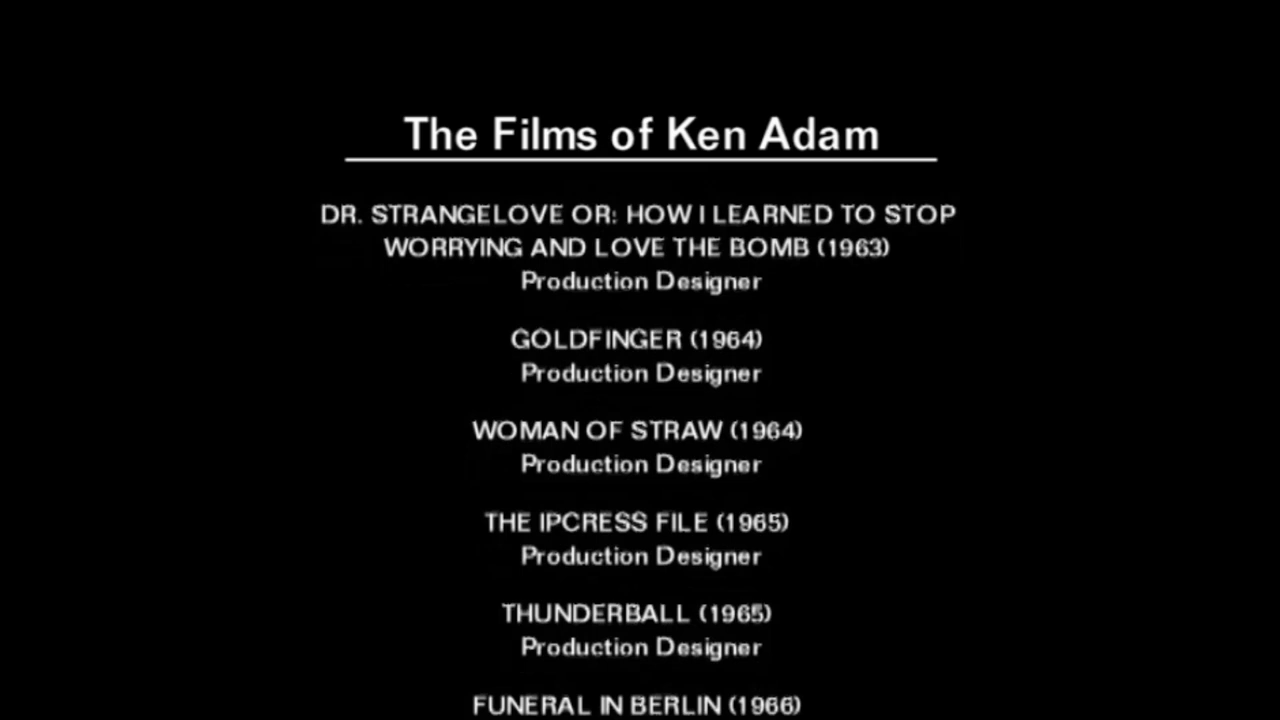 The Films of Ken Adam
DR. STRANGELOVE OR: HOW I LEARNED TO STOP
WORRYING AND LOVE THE BOMB (1963)
Production Designer
GOLDFINGER (1964)
Production Designer
WOMAN OF STRAW (1964)
Production Designer
THE IPCRESS FILE (1965)
Production Designer
THUNDERBALL (1965)
Production Designer
FUNERAL IN BERLIN (1966)